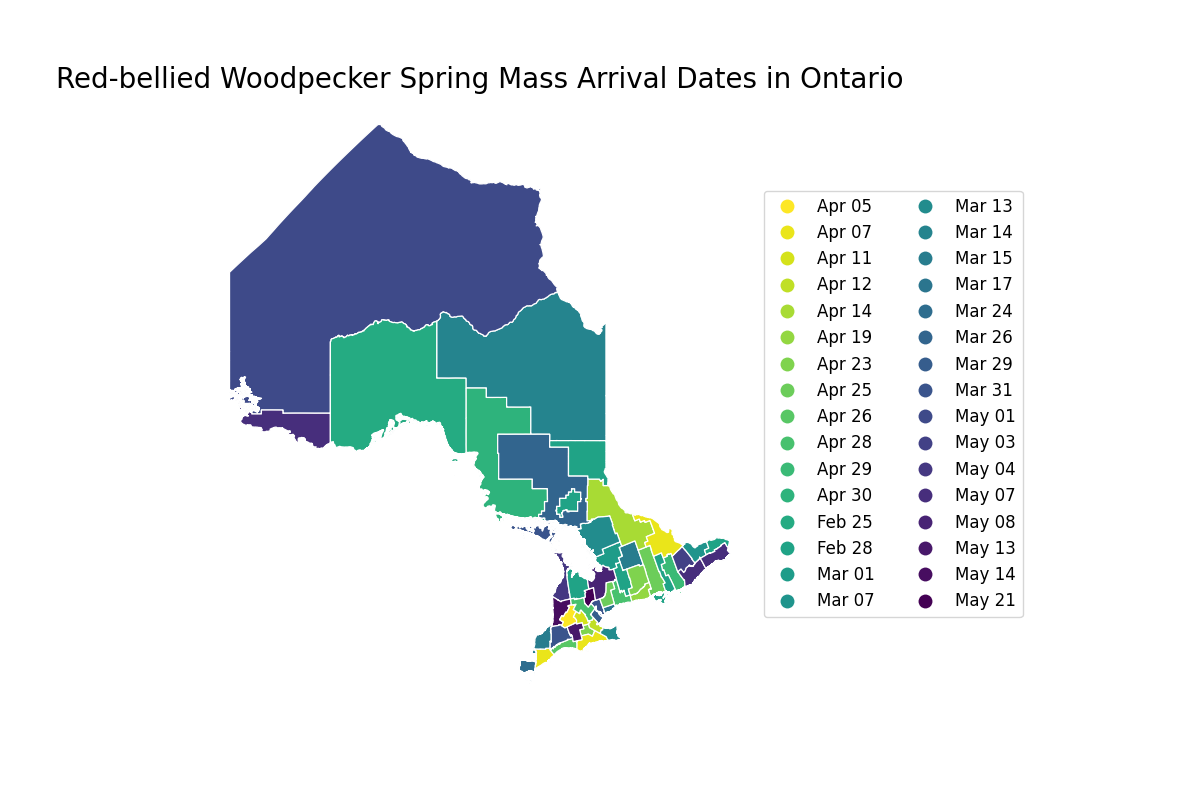 Red-bellied Woodpecker Spring Mass Arrival Dates in Ontario
Apr 05
Apr 07
Apr 11
Apr 12
Apr 14
Apr 19
Apr 23
Apr 25
Apr 26
Apr 28
Apr 29
Apr 30
Feb 25
Feb 28
Mar 01
Mar 07
Mar 13
Mar 14
Mar 15
Mar 17
Mar 24
Mar 26
Mar 29
Mar 31
May 01
May 03
May 04
May 07
May 08
May 13
May 14
May 21